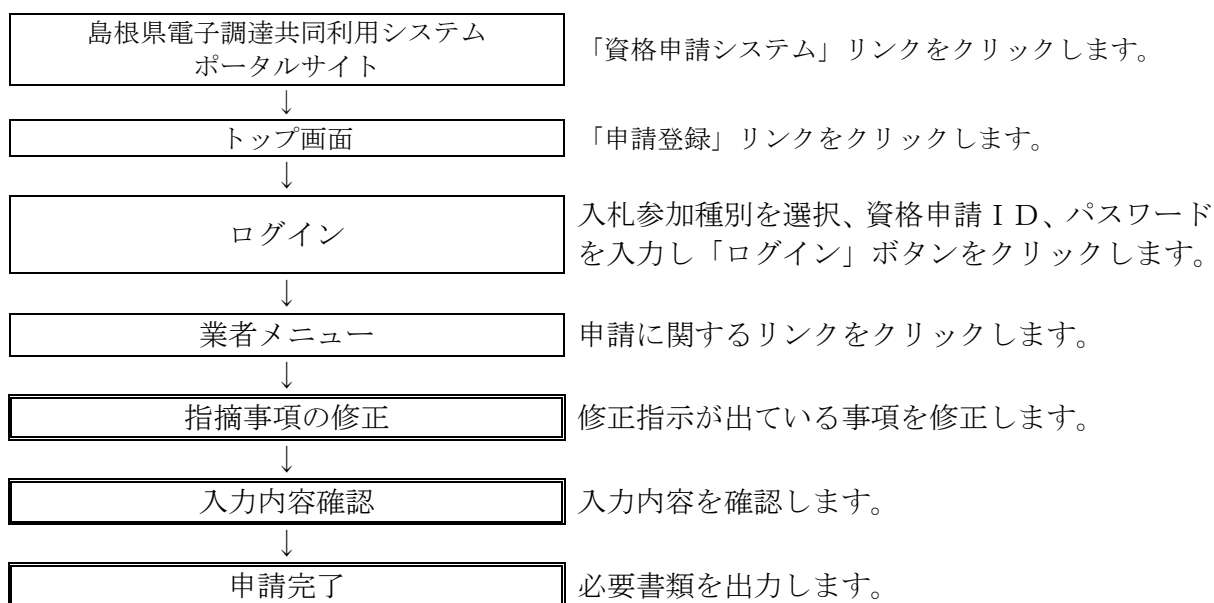 島根県電子調達共同利用システム
ポータルサイト
「資格申請システム」リンクをクリックします。
↓
トップ画面
「申請登録」リンクをクリックします。
↓
ログイン
入札参加種別を選択、資格申請ＩＤ、パスワード
を入力し「ログイン」ボタンをクリックします。
↓
業者メニュー
申請に関するリンクをクリックします。
↓
指摘事項の修正
修正指示が出ている事項を修正します。
↓
入力内容確認
入力内容を確認します。
↓
申請完了
必要書類を出力します。